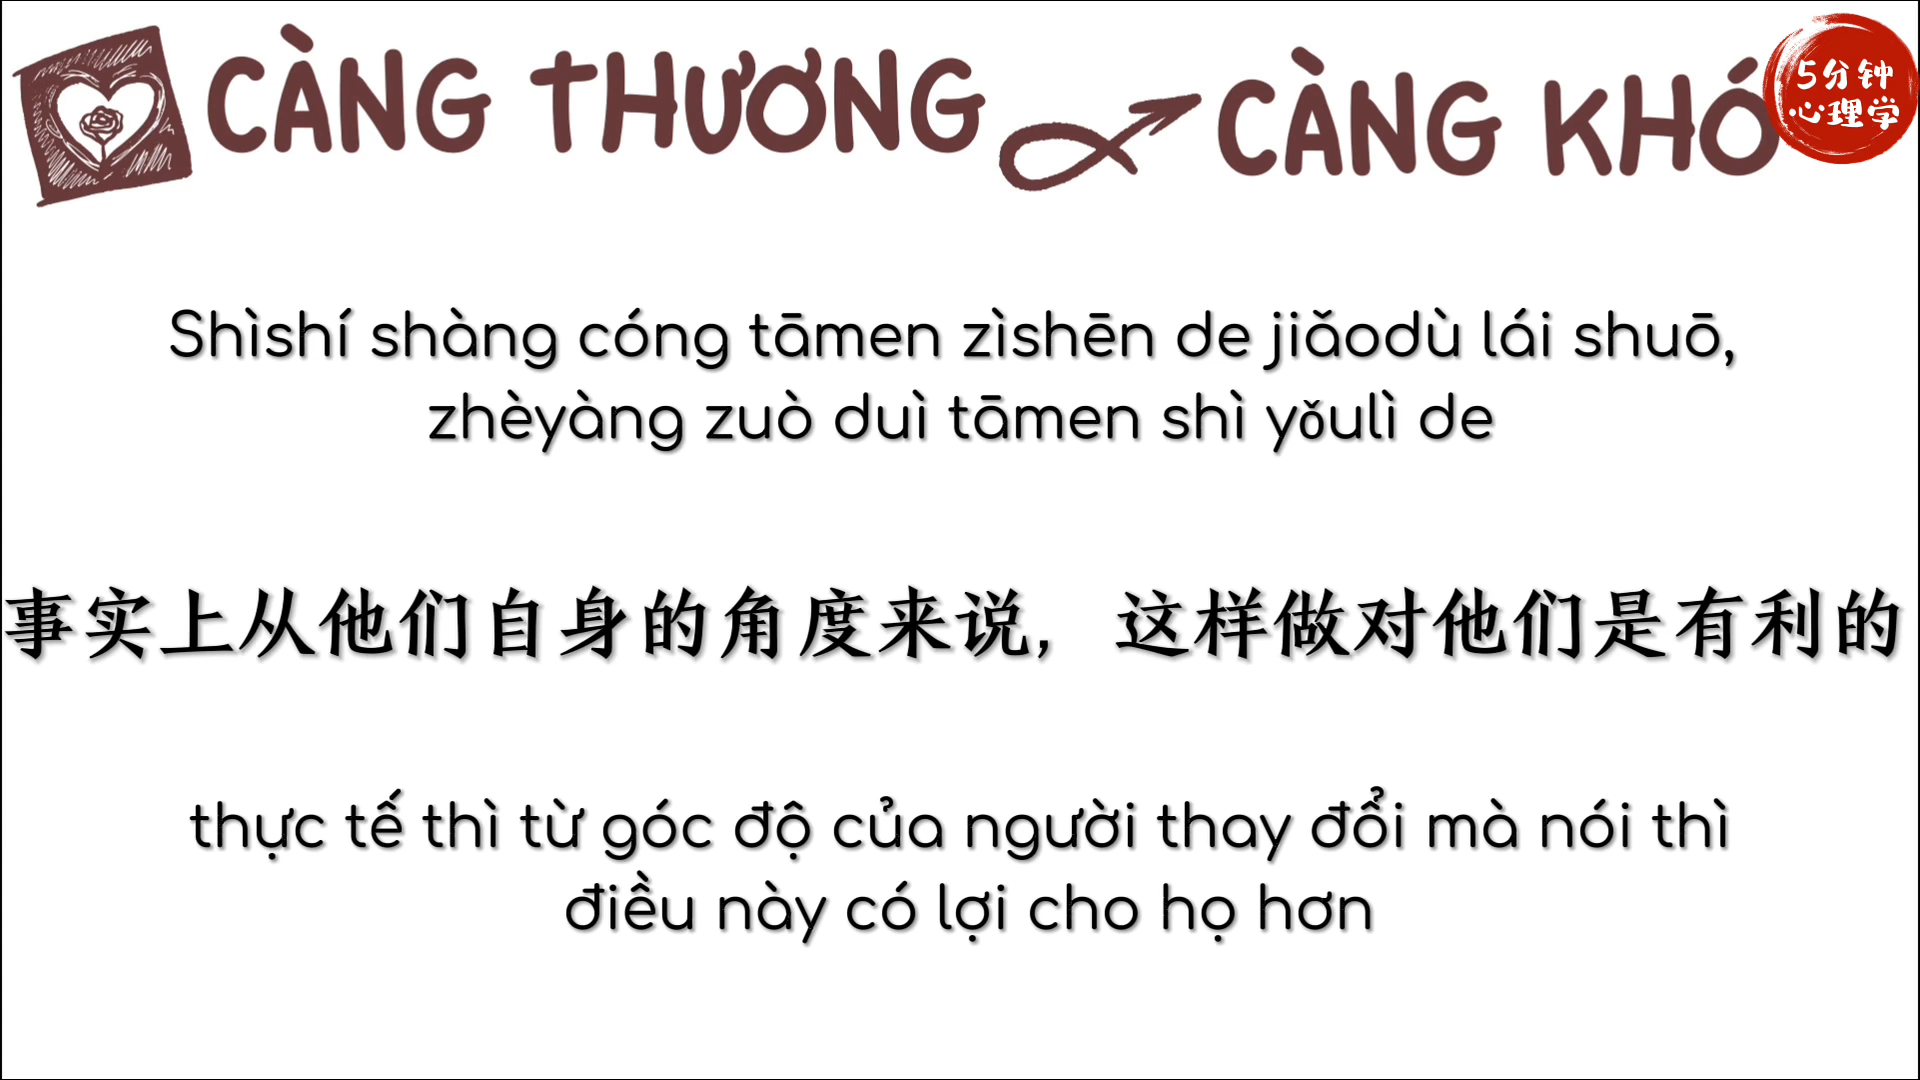 CÀNG THƯƠNG CÀNG KHÓ
5分钟
心理学
Shìshí shàng cóng tāmen zìshēn de jiǎodù lái shuō,
zhèyàng zuò duì tāmen shì yǒulì de
事实上从他们自身的角度来说，这样做对他们是有利的
thực tế thì từ góc độ của người thay đổi mà nói thì
điều này có lợi cho họ hơn